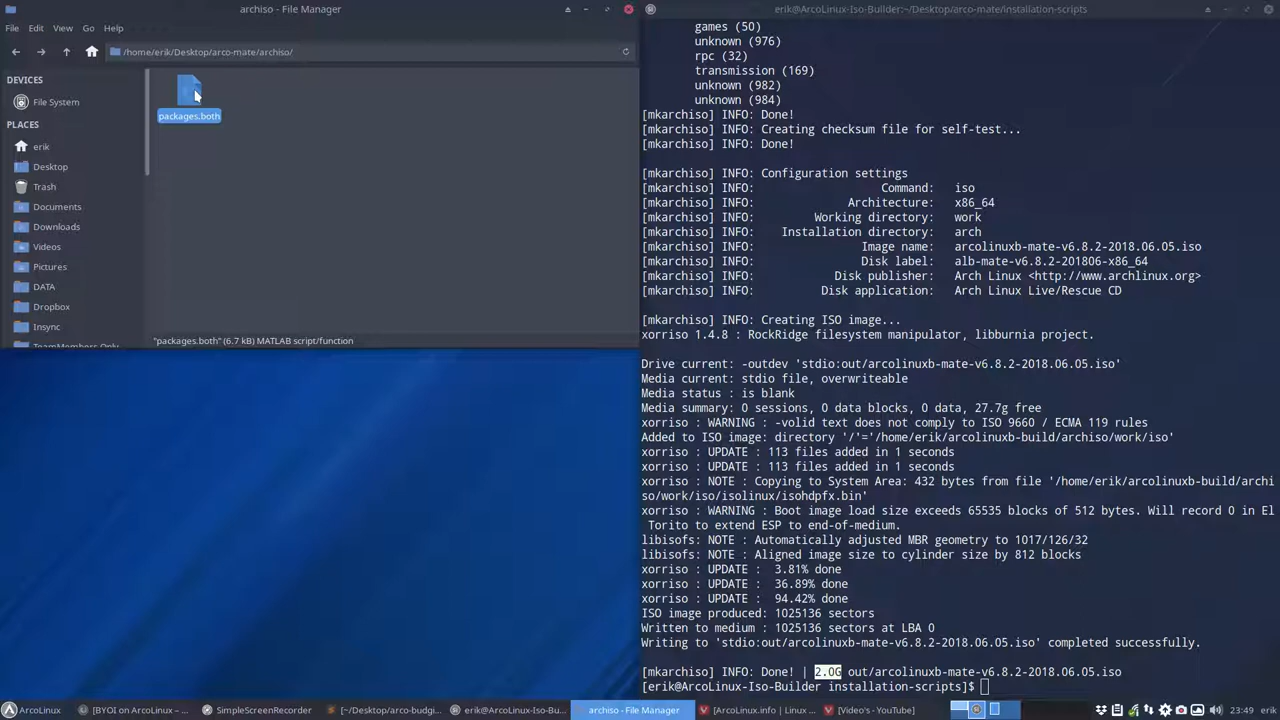 archiso - File Manager
File Edit View Go Help
/home/erik/Desktop/arco-mate/archiso/
DEVICES
File System
PLACES
erik
Desktop
Trash
Documents
Downloads
Videos
Pictures
DATA
Dropbox
Insync
TeamMembers Only
packages.both
"packages.both" (6.7 kB) MATLAB script/function
erik@ArcoLinux-Iso-Builder:~/Desktop/arco-mate/installation-scripts
games (50)
unknown (976)
rpc (32)
transmission (169)
unknown (982)
unknown (984)
[mkarchiso] INFO: Done!
[mkarchiso] INFO: Creating checksum file for self-test...
[mkarchiso] INFO: Done!
[mkarchiso] INFO: Configuration settings
[mkarchiso] INFO: Command: iso
[mkarchiso] INFO: Architecture: x86_64
[mkarchiso] INFO: Working directory: work
[mkarchiso] INFO: Installation directory: arch
[mkarchiso] INFO: Image name: arcolinuxb-mate-v6.8.2-2018.06.05.iso
[mkarchiso] INFO: Disk label: alb-mate-v6.8.2-201806-x86_64
[mkarchiso] INFO: Disk publisher: Arch Linux <http://www.archlinux.org>
[mkarchiso] INFO: Disk application: Arch Linux Live/Rescue CD
[mkarchiso] INFO: Creating ISO image...
xorriso 1.4.8 : RockRidge filesystem manipulator, libburnia project.
Drive current: -outdev 'stdio:out/arcolinuxb-mate-v6.8.2-2018.06.05.iso'
Media current: stdio file, overwriteable
Media status : is blank
Media summary: 0 sessions, 0 data blocks, 0 data, 27.7g free
xorriso : WARNING : -volid text does not comply to ISO 9660 / ECMA 119 rules
Added to ISO image: directory '/'='/home/erik/arcolinuxb-build/archiso/work/iso'
xorriso : UPDATE : 113 files added in 1 seconds
xorriso : UPDATE : 113 files added in 1 seconds
xorriso : NOTE : Copying to System Area: 432 bytes from file '/home/erik/arcolinuxb-build/archi
so/work/iso/isolinux/isohdpfx.bin'
xorriso : WARNING : Boot image load size exceeds 65535 blocks of 512 bytes. Will record 0 in El
Torito to extend ESP to end-of-medium.
libisofs: NOTE : Automatically adjusted MBR geometry to 1017/126/32
libisofs: NOTE : Aligned image size to cylinder size by 812 blocks
xorriso : UPDATE : 3.81% done
xorriso : UPDATE : 36.89% done
xorriso : UPDATE : 94.42% done
ISO image produced: 1025136 sectors
Written to medium : 1025136 sectors at LBA 0
Writing to 'stdio:out/arcolinuxb-mate-v6.8.2-2018.06.05.iso' completed successfully.
[mkarchiso] INFO: Done! | 2.0G out/arcolinuxb-mate-v6.8.2-2018.06.05.iso
[erik@ArcoLinux-Iso-Builder installation-scripts]$
ArcoLinux [BYOI on ArcoLinux – ... SimpleScreenRecorder [~/Desktop/arco-budgi... erik@ArcoLinux-Iso-Bu... archiso - File Manager [ArcoLinux.info | Linux ... [Video's - YouTube] 23:49 erik